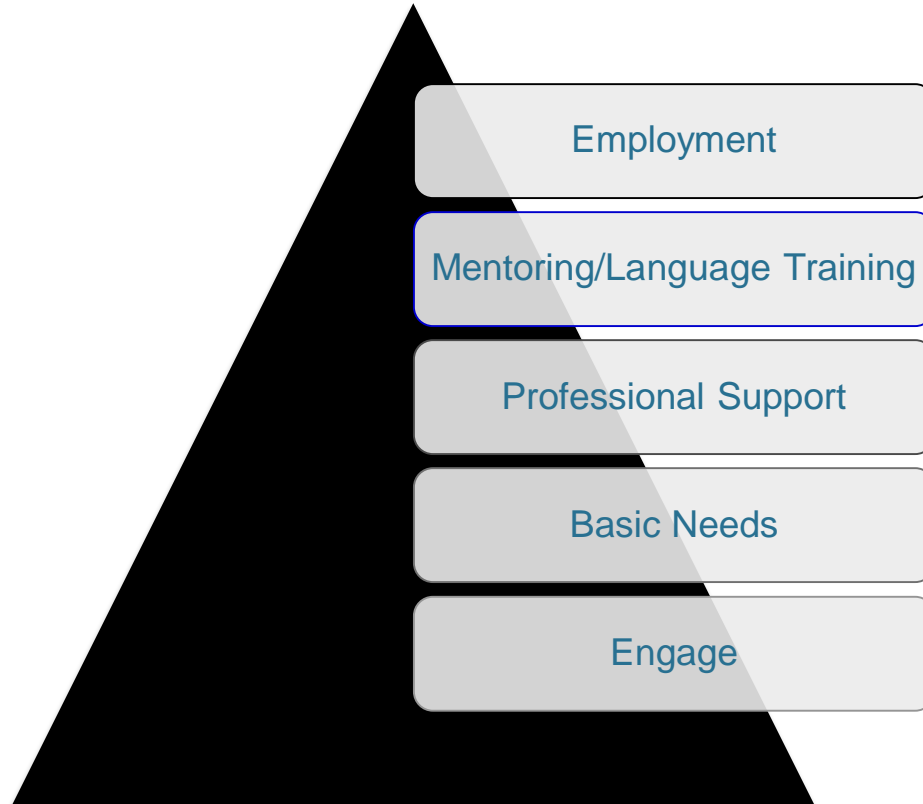 Employment
Mentoring/Language Training
Professional Support
Basic Needs
Engage